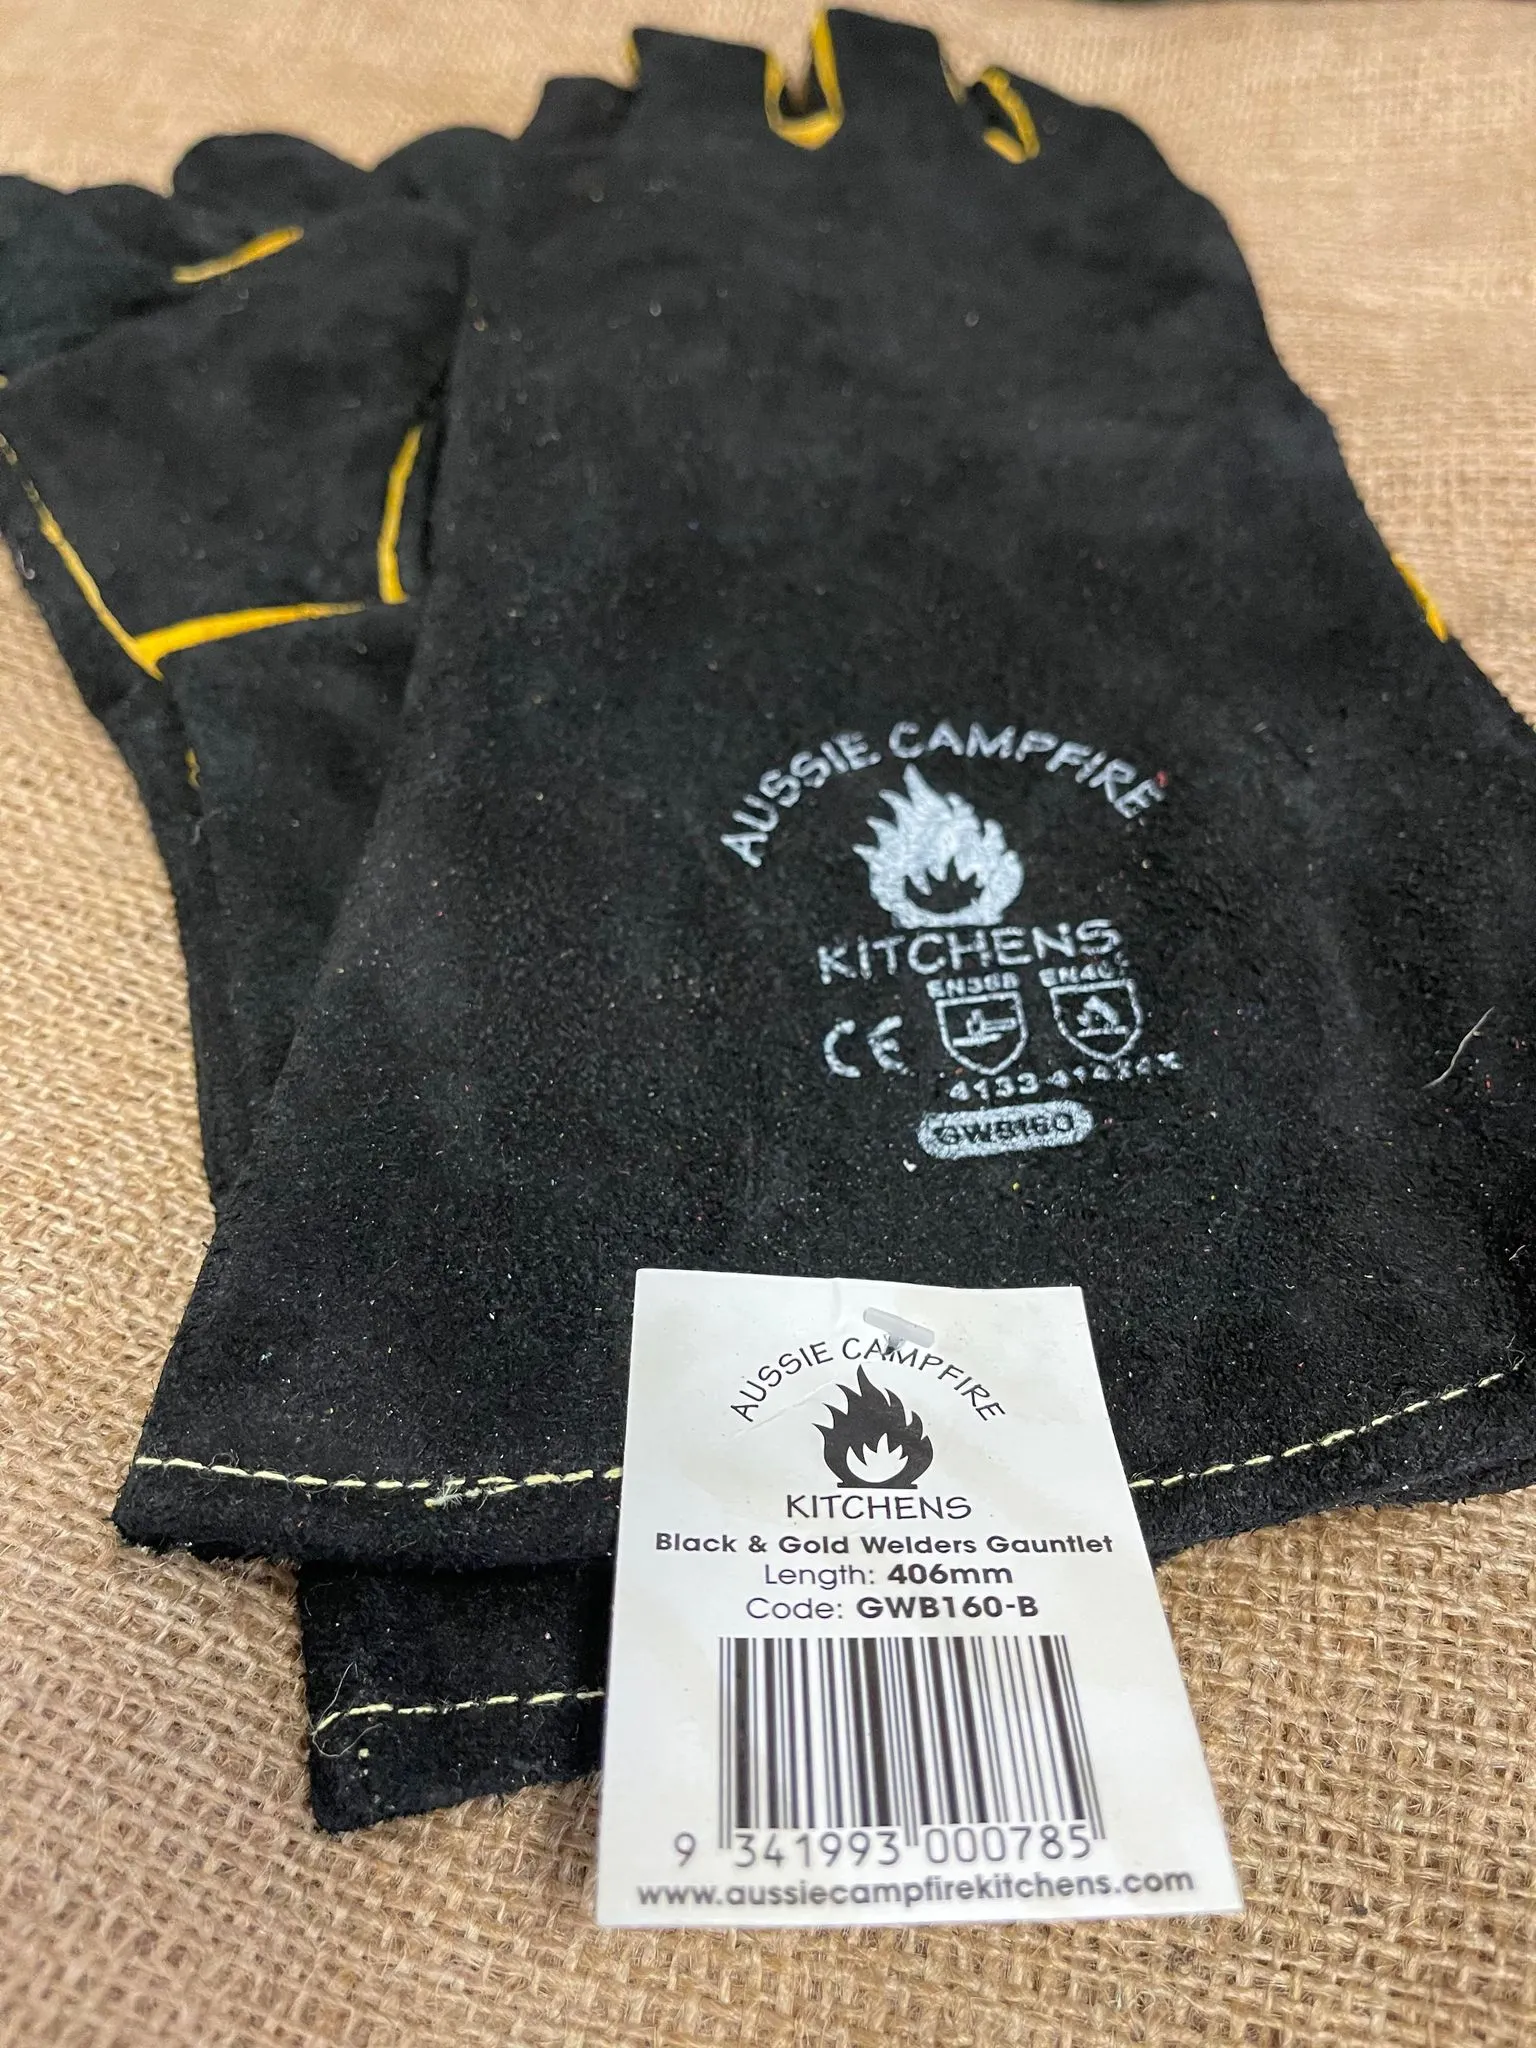 AUSSIE CAMPFIRE
KITCHENS
EN388
CE
4133
GWB160
AUSSIE CAMPFIRE
KITCHENS
Black & Gold Welders Gauntlet
Length: 406mm
Code: GWB160-B
9 341993 000785
www.aussiecampfirekitchens.com